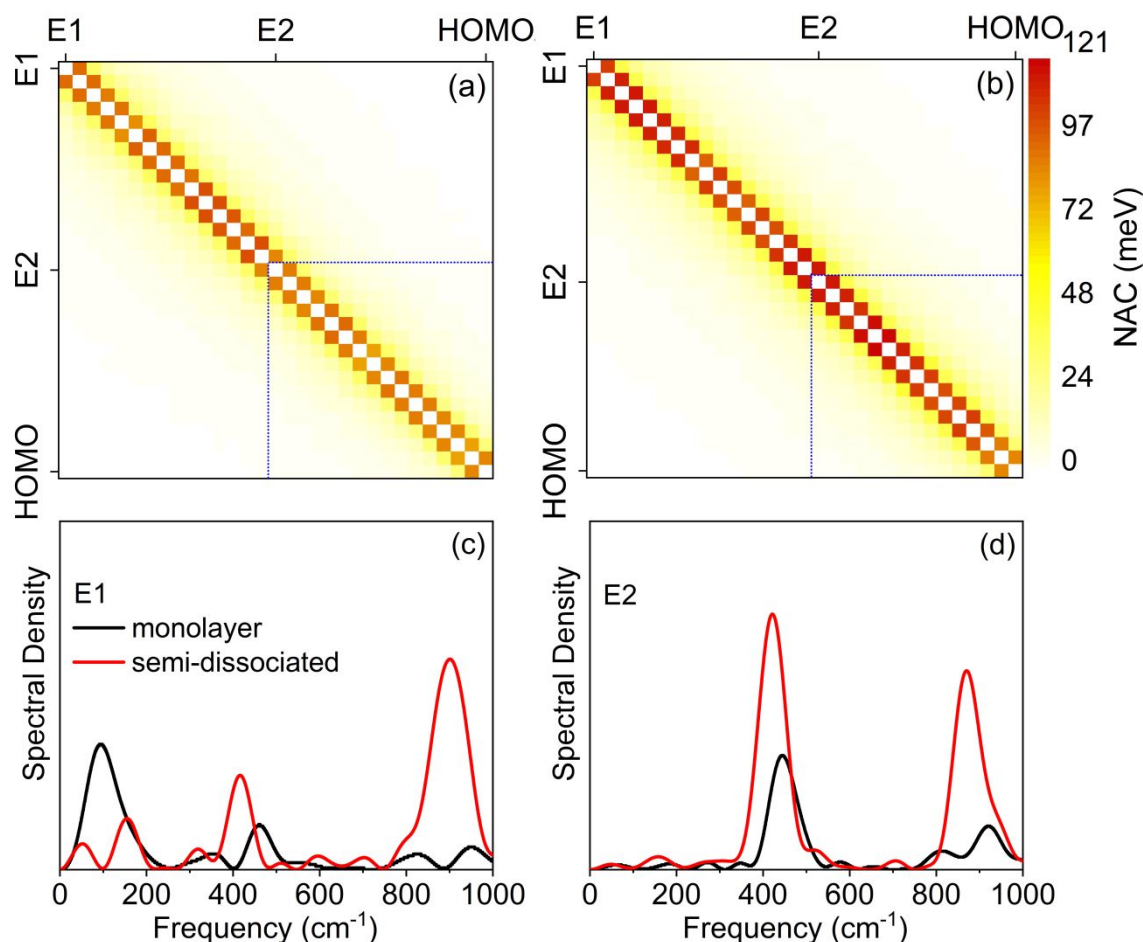 E1 E2 HOMO
E1 E2 HOMO
(a)
E1
E2
HOMO
(b)
E1
E2
HOMO
121
97
72
48
24
0
NAC (meV)
(c)
E1
monolayer
semi-dissociated
Spectral Density
0 200 400 600 800 1000
Frequency (cm-1)
(d)
E2
Spectral Density
0 200 400 600 800 1000
Frequency (cm-1)